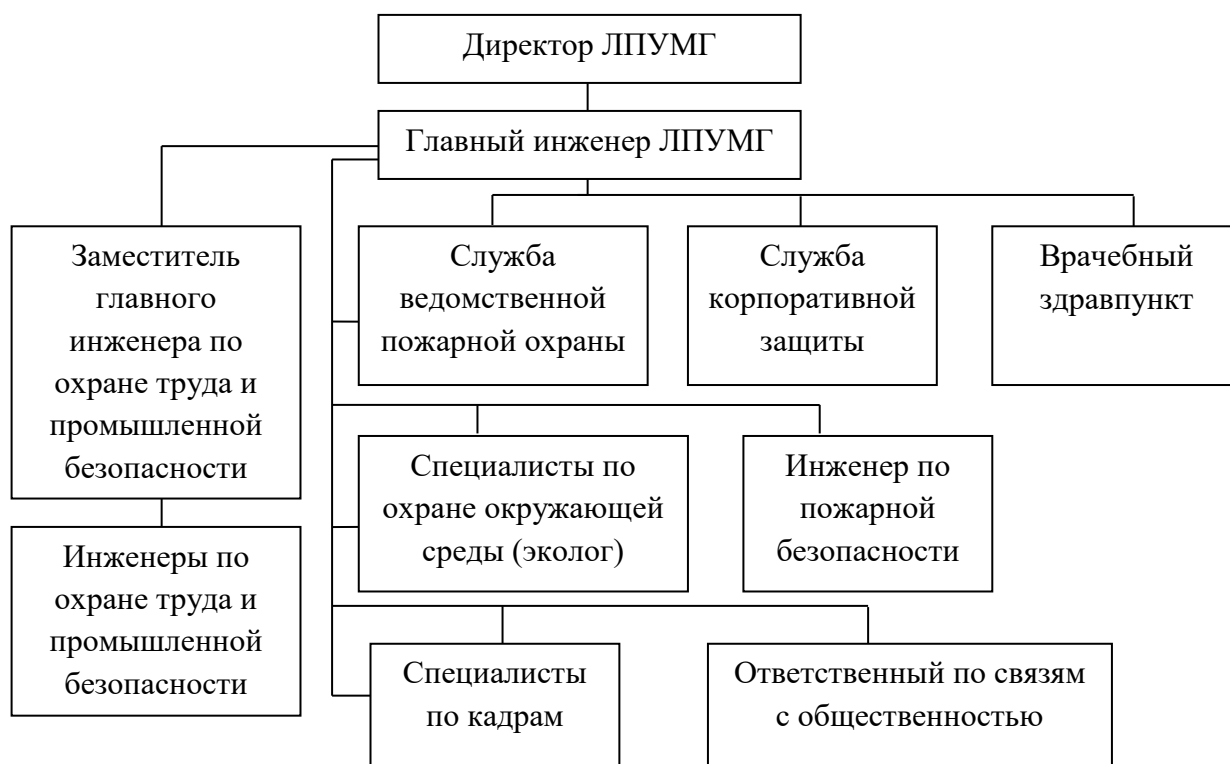 Директор ЛПУМГ
Главный инженер ЛПУМГ
Заместитель
главного
инженера по
охране труда и
промышленной
безопасности
Служба
ведомственной
пожарной охраны
Служба
корпоративной
защиты
Врачебный
здравпункт
Специалисты по
охране окружающей
среды (эколог)
Инженер по
пожарной
безопасности
Инженеры по
охране труда и
промышленной
безопасности
Специалисты
по кадрам
Ответственный по связям
с общественностью